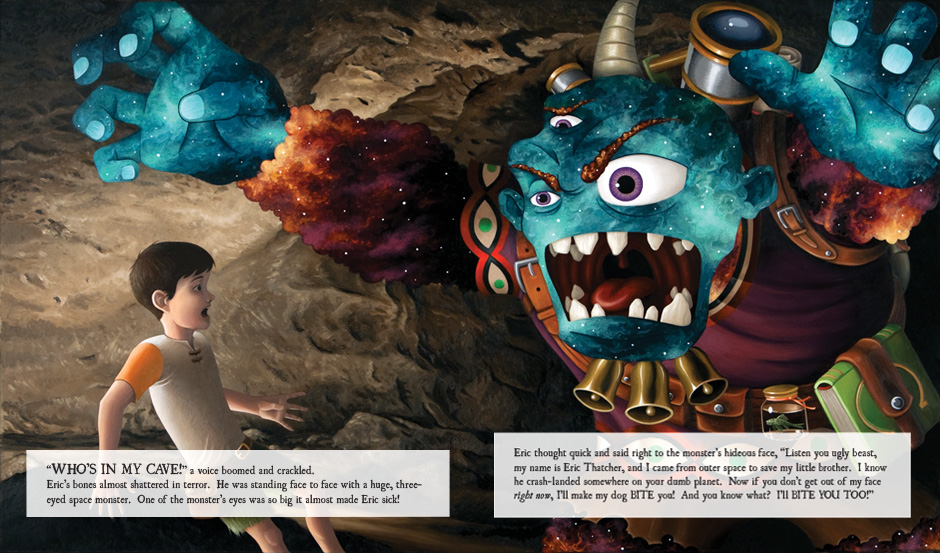 “WHO’S IN MY CAVE!” a voice boomed and crackled.
Eric’s bones almost shattered in terror. He was standing face to face with a huge, three-
eyed space monster. One of the monster’s eyes was so big it almost made Eric sick!
Eric thought quick and said right to the monster’s hideous face, “Listen you ugly beast,
my name is Eric Thatcher, and I came from outer space to save my little brother. I know
he crash-landed somewhere on your dumb planet. Now if you don’t get out of my face
right now, I’ll make my dog BITE you! And you know what? I’ll BITE YOU TOO!”